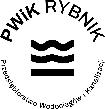 PWiK RYBNIK
Przedsiębiorstwo Wodociągów i Kanalizacji